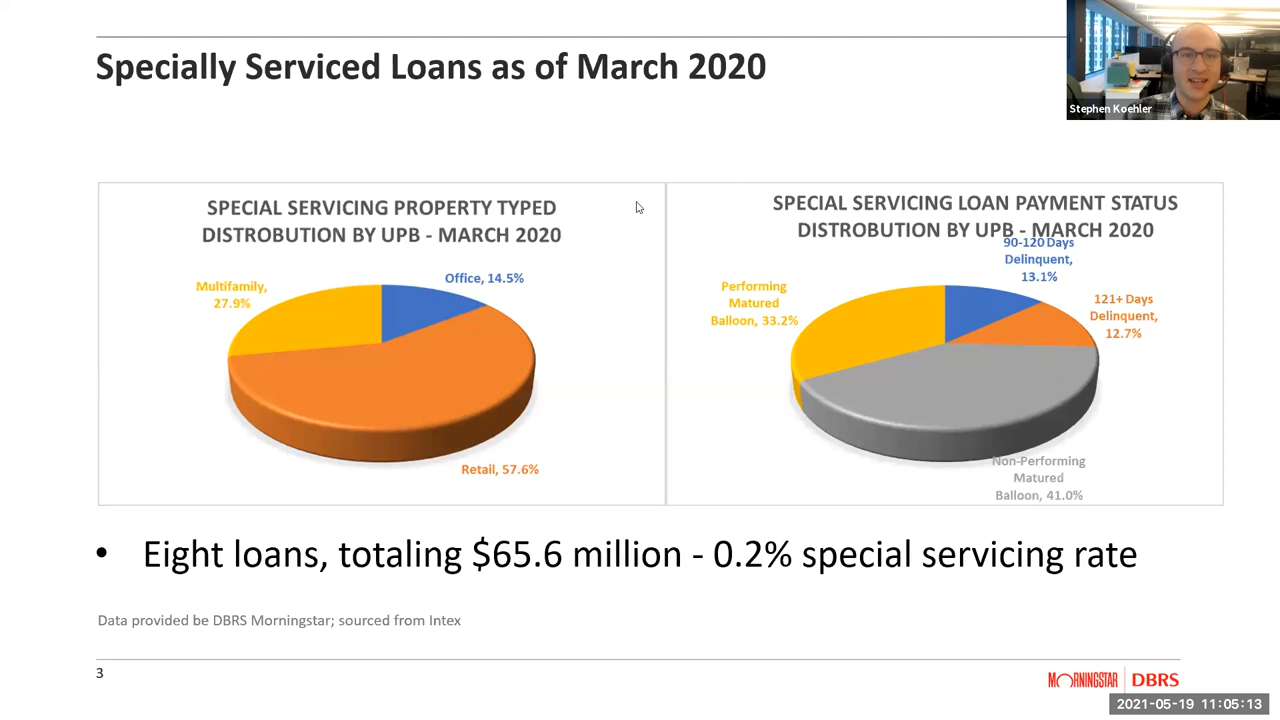 Specially Serviced Loans as of March 2020
Stephen Koehler
SPECIAL SERVICING PROPERTY TYPED
DISTROBUTION BY UPB - MARCH 2020
Multifamily,
27.9%
Office, 14.5%
Retail, 57.6%
SPECIAL SERVICING LOAN PAYMENT STATUS
DISTROBUTION BY UPB - MARCH 2020
90-120 Days
Delinquent,
13.1%
Performing
Matured
Balloon, 33.2%
121+ Days
Delinquent,
12.7%
Non-Performing
Matured
Balloon, 41.0%
• Eight loans, totaling $65.6 million - 0.2% special servicing rate
Data provided be DBRS Morningstar; sourced from Intex
3
MORNINGSTAR | DBRS
2021-05-19 11:05:13